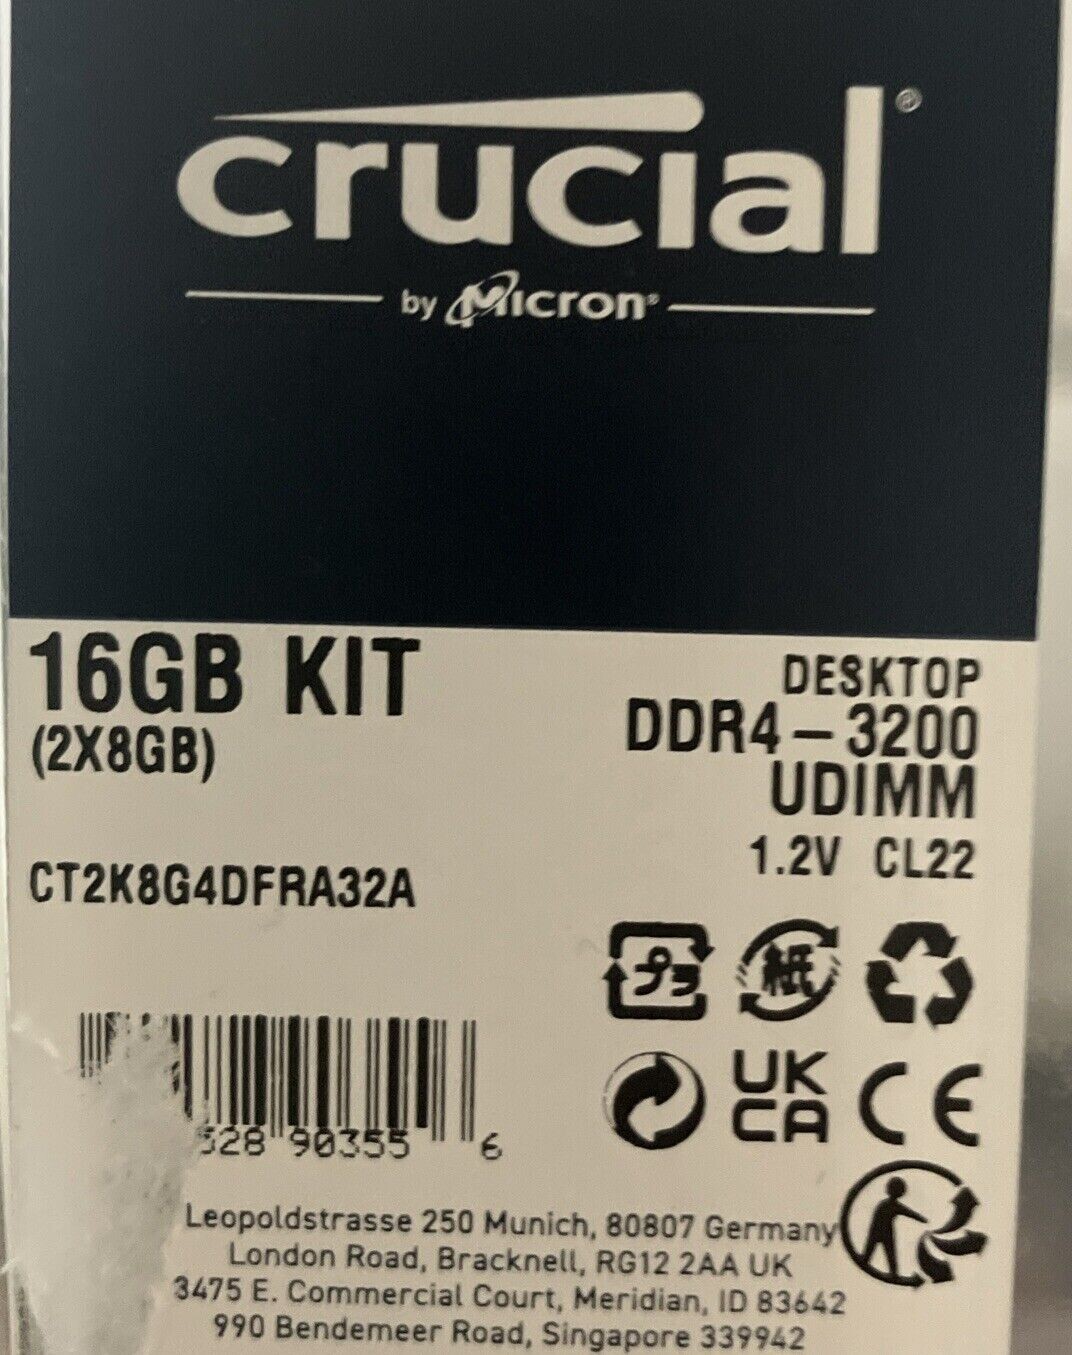 crucial®
by Micron®
16GB KIT
(2X8GB)
DESKTOP
DDR4-3200
UDIMM
1.2V CL22
CT2K8G4DFRA32A
プラ
紙
UK
CA
CE
528 90355 6
Leopoldstrasse 250 Munich, 80807 Germany
London Road, Bracknell, RG12 2AA UK
3475 E. Commercial Court, Meridian, ID 83642
990 Bendemeer Road, Singapore 339942